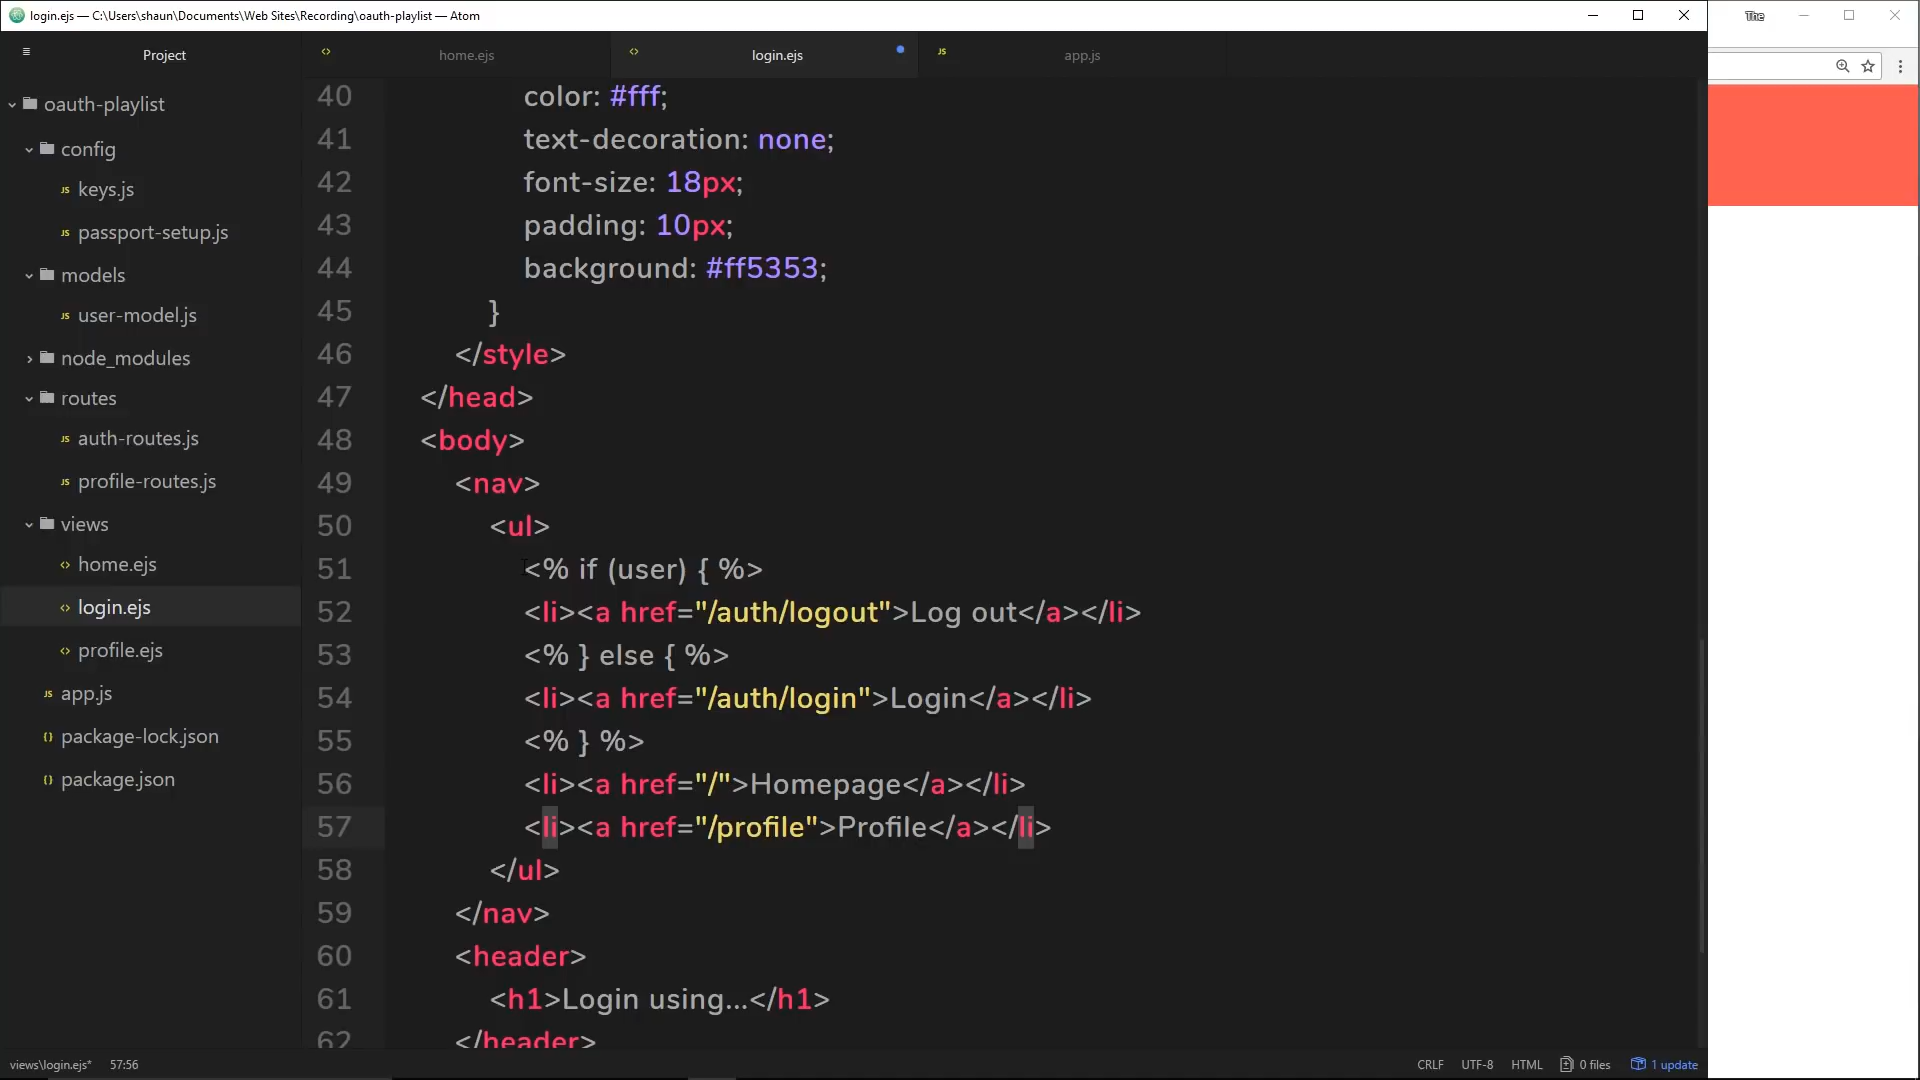 login.ejs — C:\Users\shaun\Documents\Web Sites\Recording\oauth-playlist — Atom
The
Project
home.ejs
login.ejs
app.js
oauth-playlist
config
keys.js
passport-setup.js
models
user-model.js
node_modules
routes
auth-routes.js
profile-routes.js
views
home.ejs
login.ejs
profile.ejs
app.js
package-lock.json
package.json
40 color: #fff;
41 text-decoration: none;
42 font-size: 18px;
43 padding: 10px;
44 background: #ff5353;
45 }
46 </style>
47 </head>
48 <body>
49 <nav>
50 <ul>
51 <% if (user) { %>
52 <li><a href="/auth/logout">Log out</a></li>
53 <% } else { %>
54 <li><a href="/auth/login">Login</a></li>
55 <% } %>
56 <li><a href="/">Homepage</a></li>
57 <li><a href="/profile">Profile</a></li>
58 </ul>
59 </nav>
60 <header>
61 <h1>Login using...</h1>
62 </header>
views\login.ejs* 57:56 CRLF UTF-8 HTML 0 files 1 update